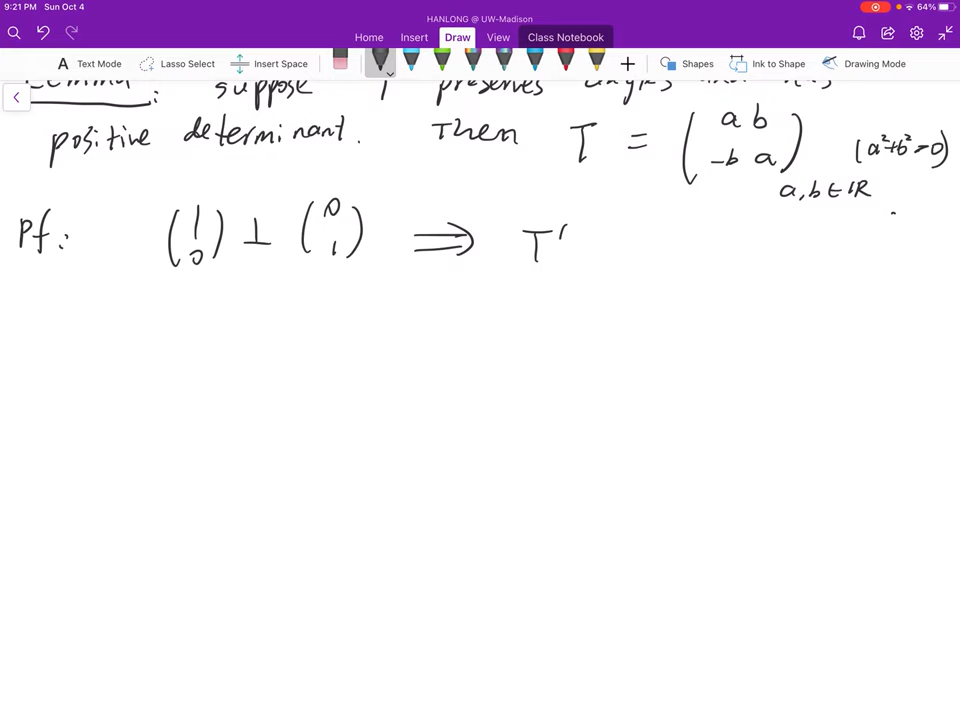 9:21 PM Sun Oct 4
64%
HANLONG @ UW-Madison
Home Insert Draw View Class Notebook
Text Mode Lasso Select Insert Space Shapes Ink to Shape Drawing Mode
: suppose T preserves angles
positive determinant. Then T = ( a b
-b a ) (a²+b²=0)
a, b ∈ ℝ
Pf: ( 1
0 ) ⊥ ( 0
1 ) ⟹ T